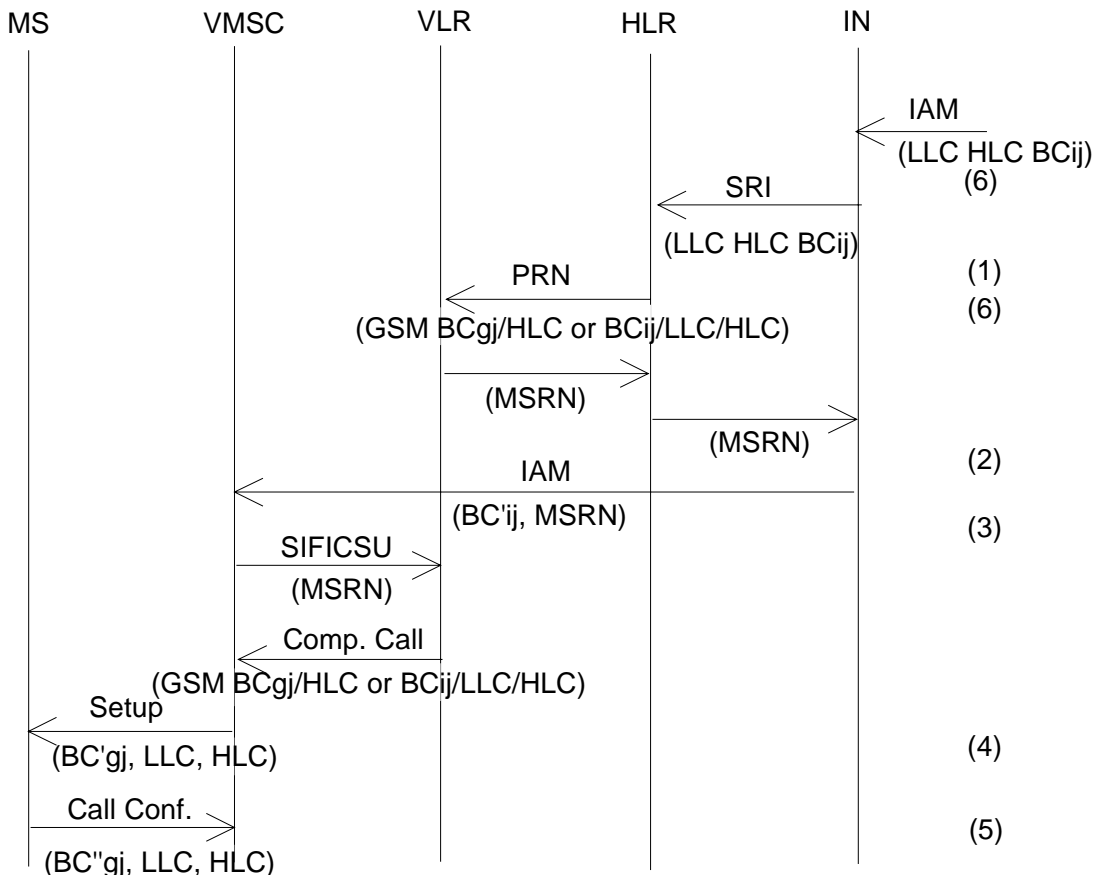 MS VMSC VLR HLR IN
IAM
(LLC HLC BCij)
(6)
SRI
(LLC HLC BCij)
(1)
PRN
(6)
(GSM BCgj/HLC or BCij/LLC/HLC)
(MSRN)
(MSRN)
(2)
IAM
(BC'ij, MSRN)
(3)
SIFICSU
(MSRN)
Comp. Call
(GSM BCgj/HLC or BCij/LLC/HLC)
Setup
(BC'gj, LLC, HLC)
(4)
Call Conf.
(5)
(BC"gj, LLC, HLC)